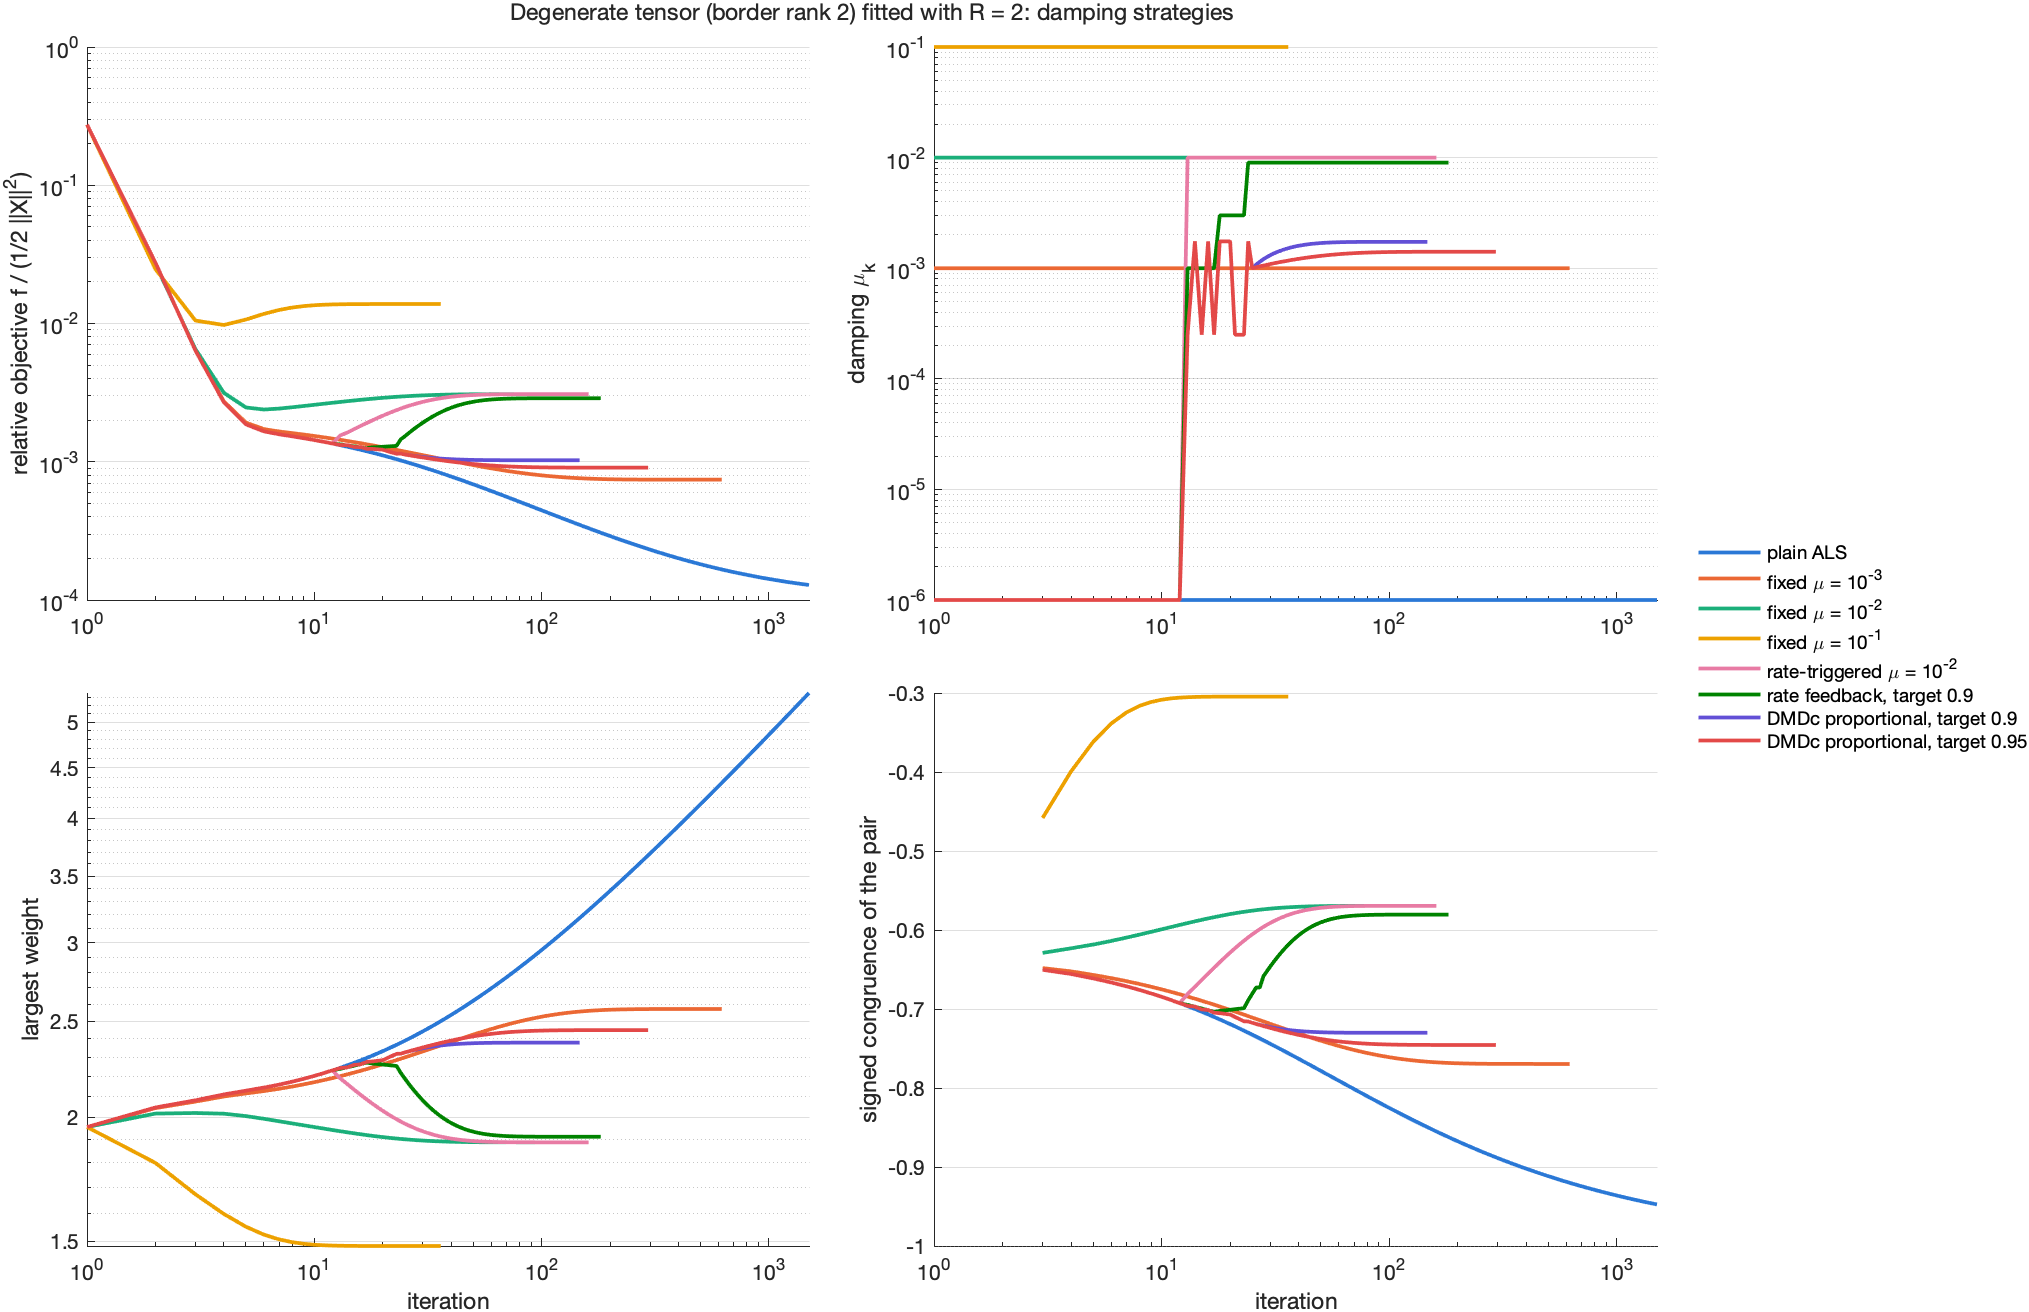 Degenerate tensor (border rank 2) fitted with R = 2: damping strategies
relative objective f / (1/2 ||X||²)
10⁰
10⁻¹
10⁻²
10⁻³
10⁻⁴
10⁰ 10¹ 10² 10³
damping μₖ
10⁻¹
10⁻²
10⁻³
10⁻⁴
10⁻⁵
10⁻⁶
10⁰ 10¹ 10² 10³
plain ALS
fixed μ = 10⁻³
fixed μ = 10⁻²
fixed μ = 10⁻¹
rate-triggered μ = 10⁻²
rate feedback, target 0.9
DMDc proportional, target 0.9
DMDc proportional, target 0.95
largest weight
5
4.5
4
3.5
3
2.5
2
1.5
10⁰ 10¹ 10² 10³
iteration
signed congruence of the pair
-0.3
-0.4
-0.5
-0.6
-0.7
-0.8
-0.9
-1
10⁰ 10¹ 10² 10³
iteration